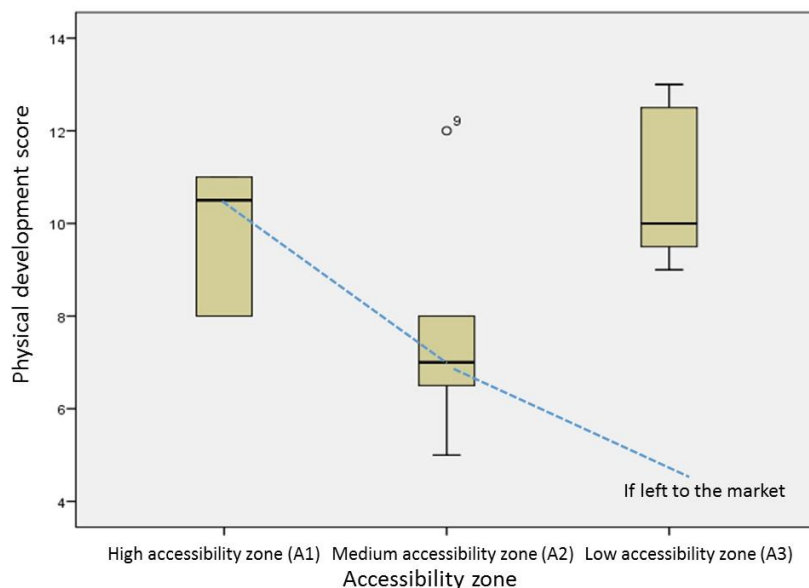 Physical development score
14
12
10
8
6
4
9
If left to the market
High accessibility zone (A1) Medium accessibility zone (A2) Low accessibility zone (A3)
Accessibility zone